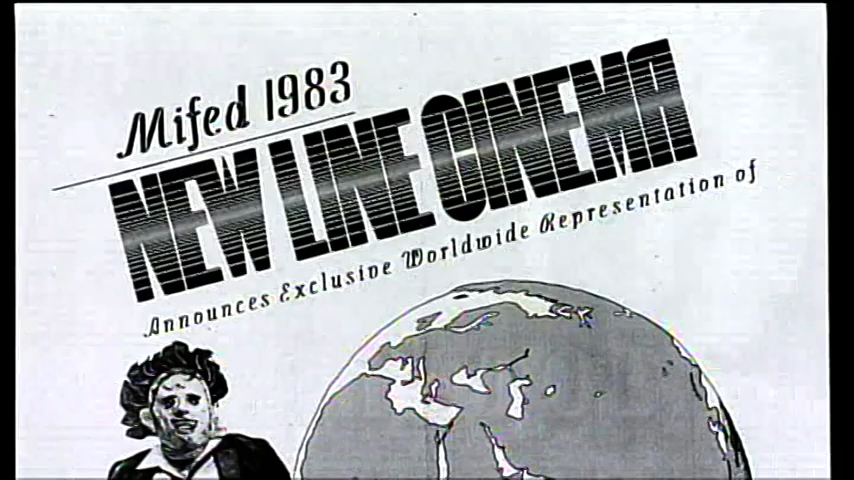 Mifed 1983
NEW LINE CINEMA
Announces Exclusive Worldwide Representation of